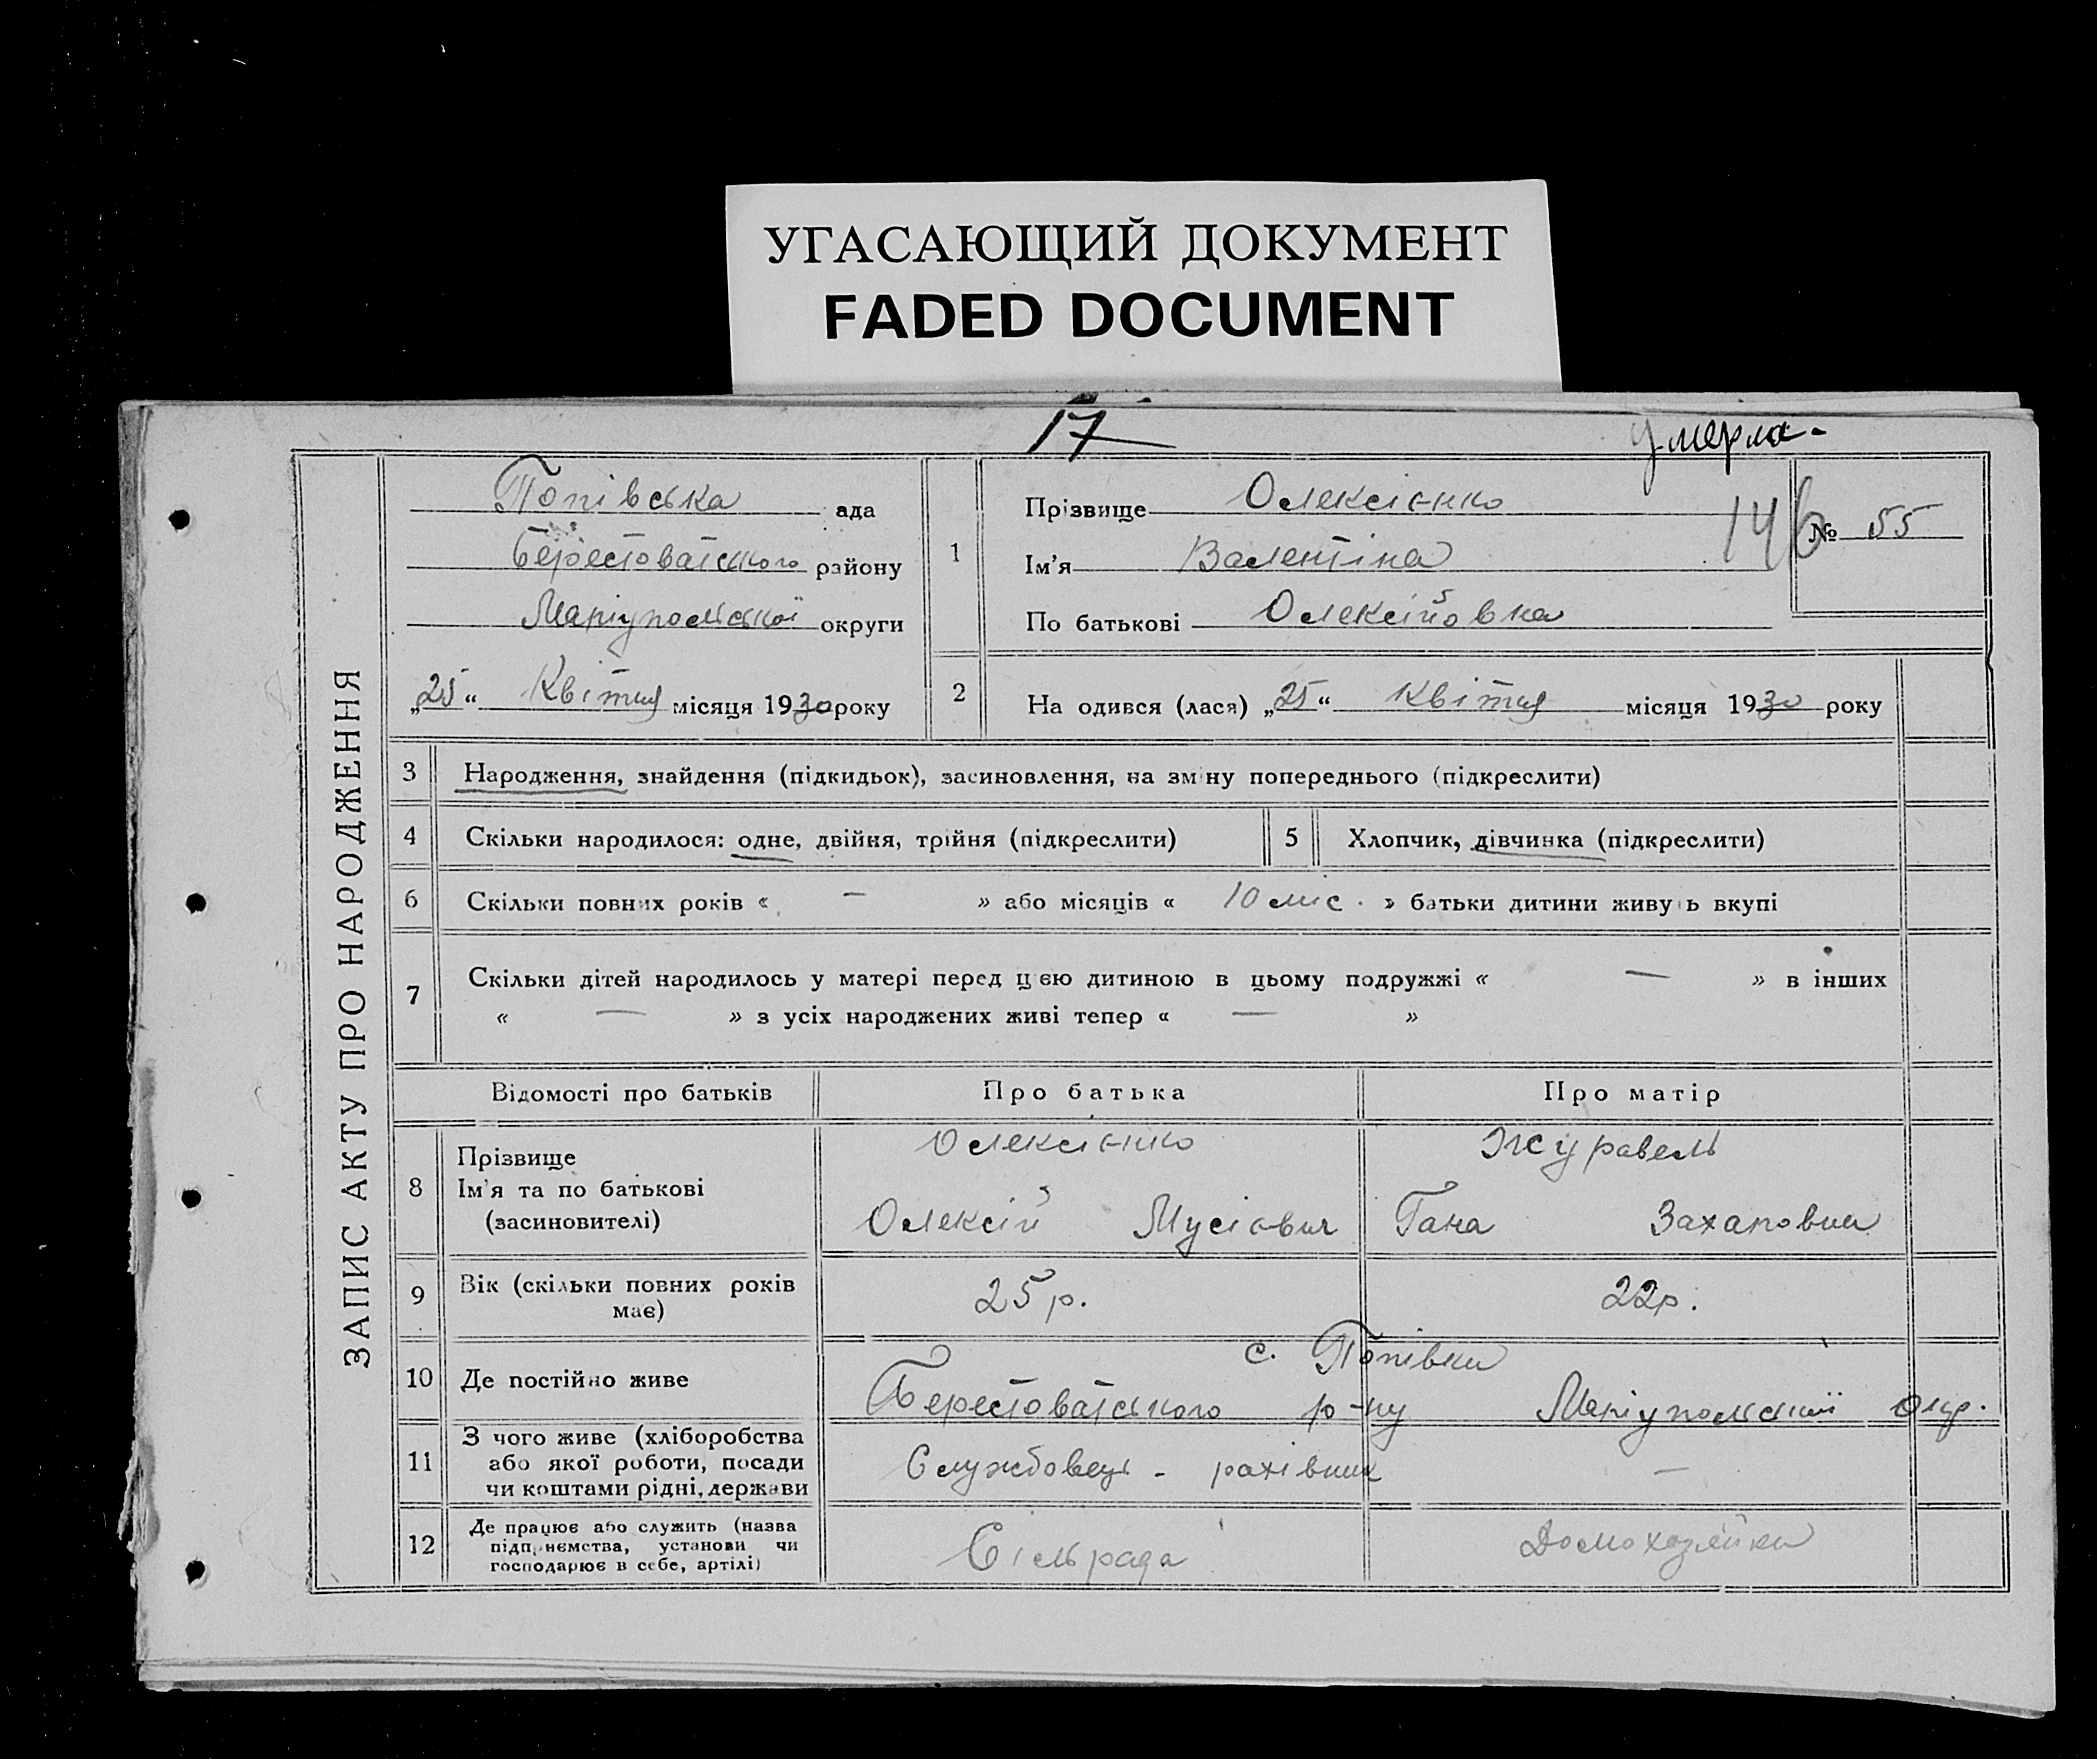 УГАСАЮЩИЙ ДОКУМЕНТ
FADED DOCUMENT
17
Умерла.
ЗАПИС АКТУ ПРО НАРОДЖЕННЯ
Попівська ада
Берестоватського району
Маріупольської округи
„25“ Квітня місяця 1930 року
1
Прізвище Олексієнко
Ім'я Валентіна
По батькові Олексійовна
146
№ 55
2 На одився (лася) „25“ Квітня місяця 1930 року
3 Народження, знайдення (підкидьок), засиновлення, на зміну попереднього (підкреслити)
4 Скільки народилося: одне, двійня, трійня (підкреслити) 5 Хлопчик, дівчинка (підкреслити)
6 Скільки повних років « — » або місяців « 10 міс. » батьки дитини живу ь вкупі
7 Скільки дітей народилось у матері перед цією дитиною в цьому подружжі « — » в інших
« — » з усіх народжених живі тепер « — »
Відомості про батьків Про батька Про матір
8 Прізвище Олексієнко Журавель
Ім'я та по батькові
(засиновителі) Олексій Мусієвич Гана Захаровна
9 Вік (скільки повних років
має) 25 р. 22 р.
с. Попівки
10 Де постійно живе Берестоватського р-ну Маріупольської окр.
11 З чого живе (хліборобства
або якої роботи, посади
чи коштами рідні, держави Службовець - рахівник —
12 Де працює або служить (назва
підприємства, установи чи
господарює в себе, артілі) Сільрада Домохозяйка